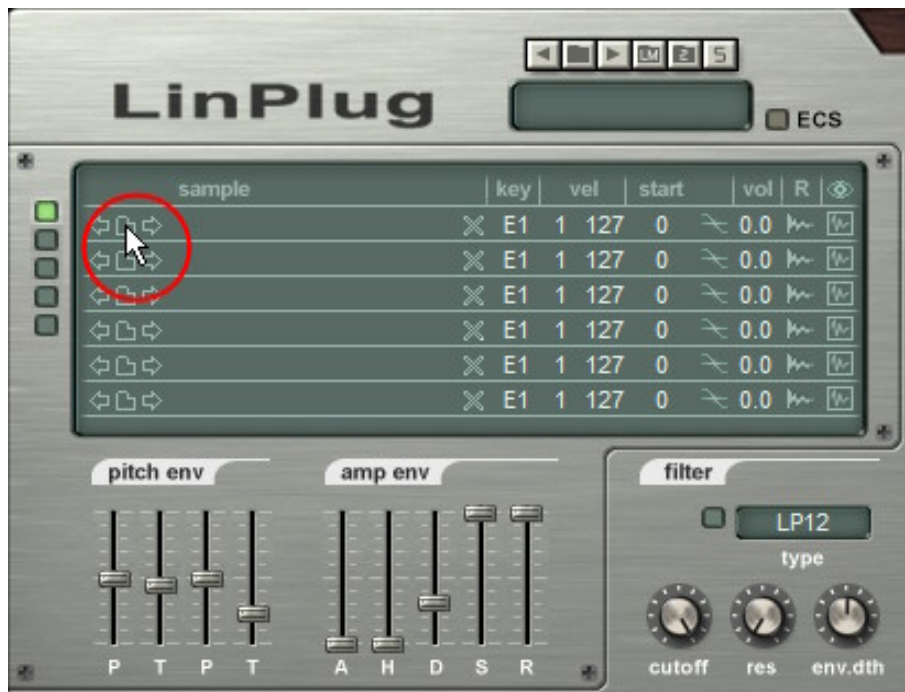 LM 2 S
LinPlug
ECS
sample key vel start vol R
E1 1 127 0 0.0
E1 1 127 0 0.0
E1 1 127 0 0.0
E1 1 127 0 0.0
E1 1 127 0 0.0
E1 1 127 0 0.0
pitch env amp env filter
LP12
type
P T P T A H D S R cutoff res env.dth